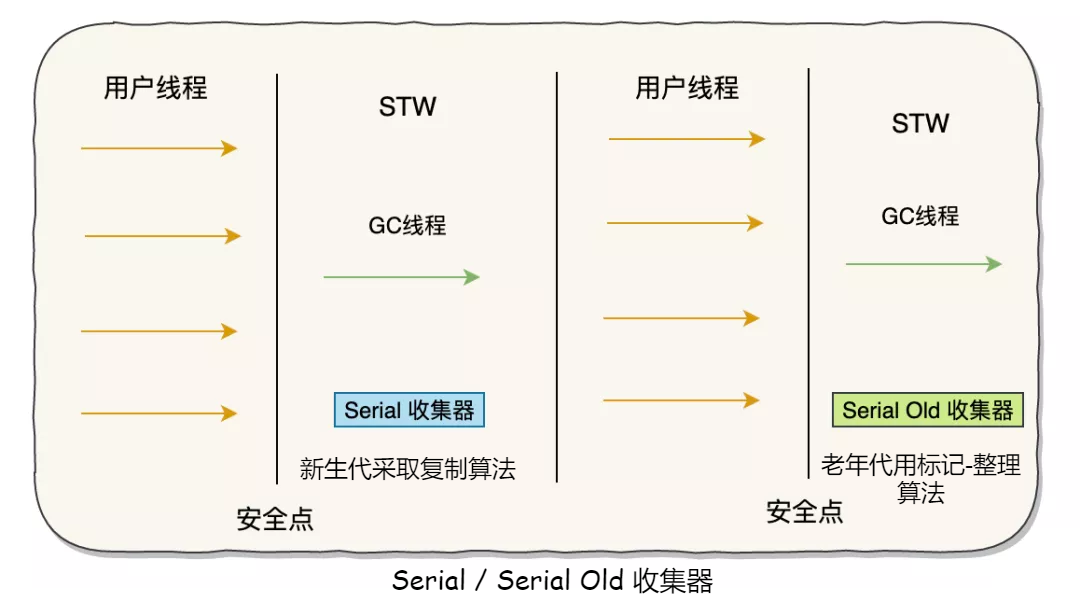 用户线程
STW
GC线程
Serial 收集器
新生代采取复制算法
安全点
用户线程
STW
GC线程
Serial Old 收集器
老年代用标记-整理
算法
安全点
Serial / Serial Old 收集器